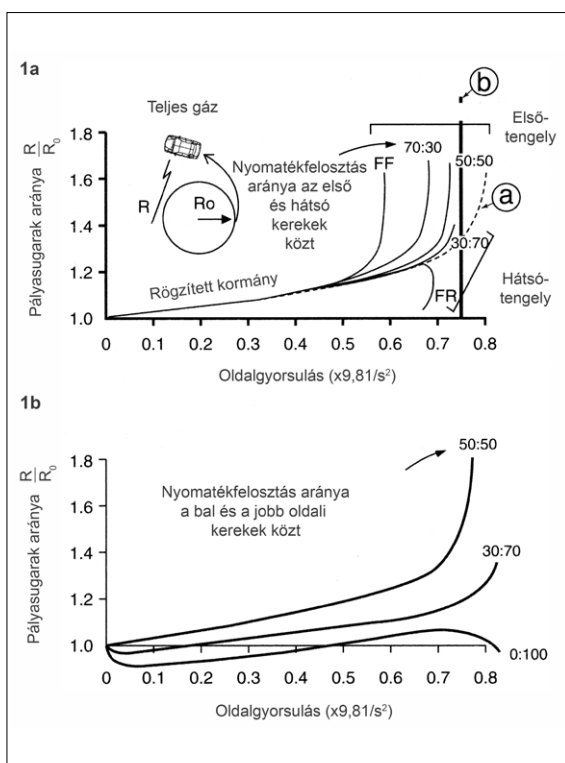 1a
Teljes gáz
b
Első-
tengely
Pályasugarak aránya R/R₀
1.8
1.6
1.4
1.2
1.0
R
Ro
Nyomatékfelosztás
aránya az első
és hátsó
kerekek
közt
FF
70:30
50:50
a
30:70
FR
Rögzített kormány
Hátsó-
tengely
0 0.1 0.2 0.3 0.4 0.5 0.6 0.7 0.8
Oldalgyorsulás (x9,81/s²)
1b
Pályasugarak aránya R/R₀
1.8
1.6
1.4
1.2
1.0
50:50
Nyomatékfelosztás aránya
a bal és a jobb oldali
kerekek közt
30:70
0:100
0 0.1 0.2 0.3 0.4 0.5 0.6 0.7 0.8
Oldalgyorsulás (x9,81/s²)